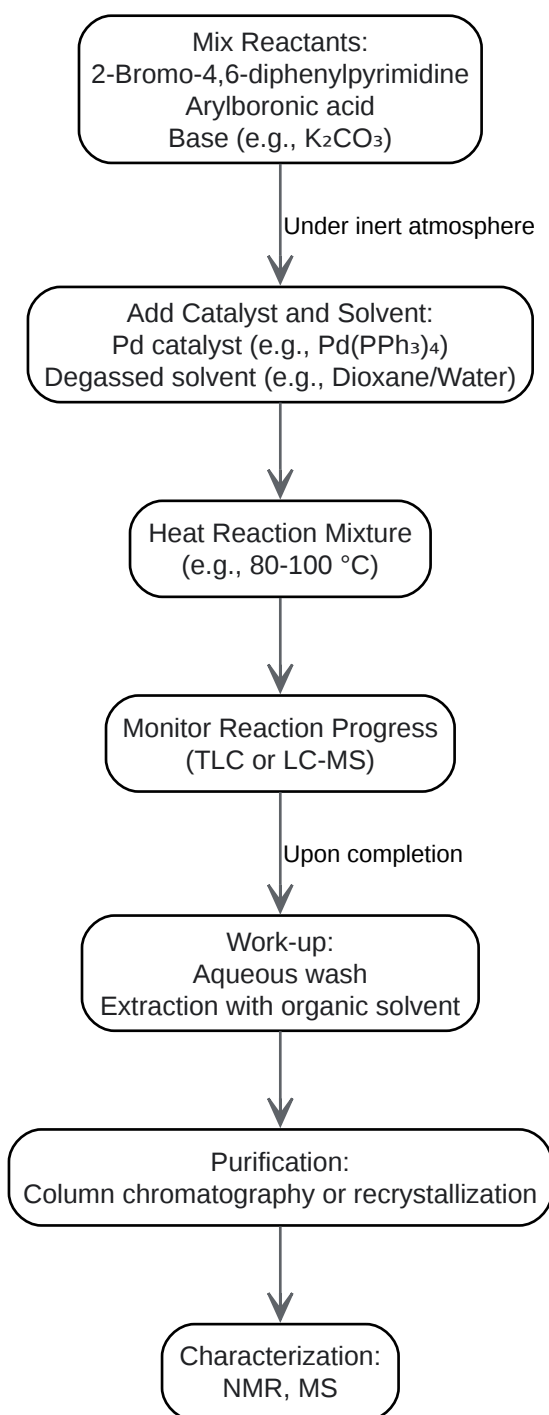 Mix Reactants:
2-Bromo-4,6-diphenylpyrimidine
Arylboronic acid
Base (e.g., K₂CO₃)
Under inert atmosphere
Add Catalyst and Solvent:
Pd catalyst (e.g., Pd(PPh₃)₄)
Degassed solvent (e.g., Dioxane/Water)
Heat Reaction Mixture
(e.g., 80-100 °C)
Monitor Reaction Progress
(TLC or LC-MS)
Upon completion
Work-up:
Aqueous wash
Extraction with organic solvent
Purification:
Column chromatography or recrystallization
Characterization:
NMR, MS